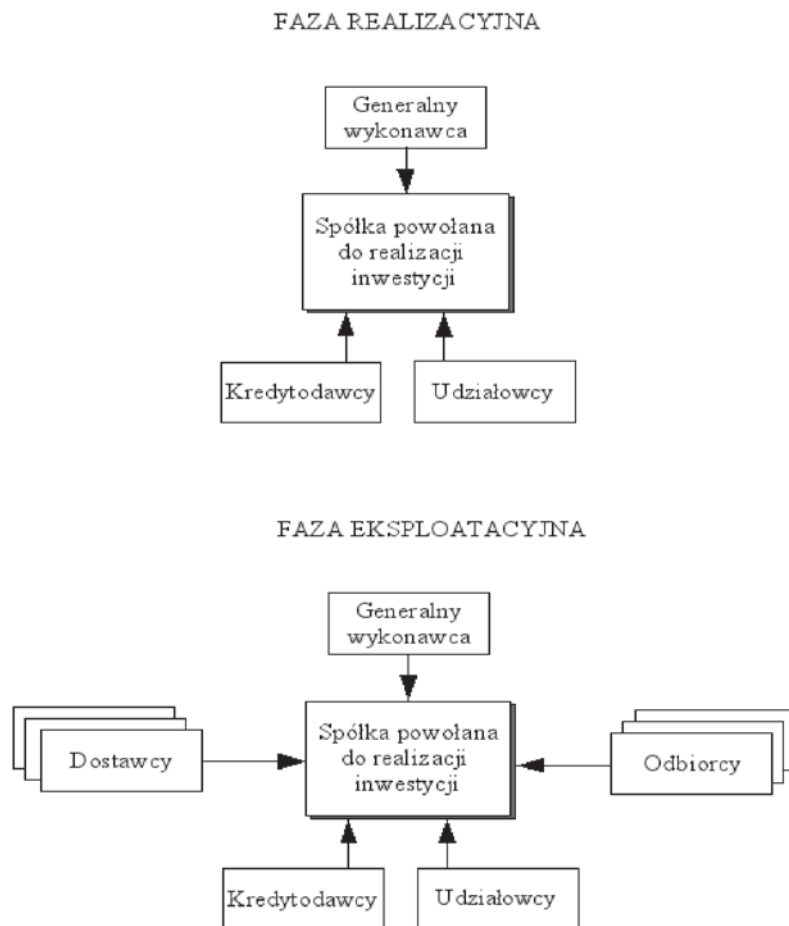 FAZA REALIZACYJNA
Generalny
wykonawca
Spółka powołana
do realizacji
inwestycji
Kredytodawcy
Udziałowcy
FAZA EKSPLOATACYJNA
Generalny
wykonawca
Dostawcy
Spółka powołana
do realizacji
inwestycji
Odbiorcy
Kredytodawcy
Udziałowcy